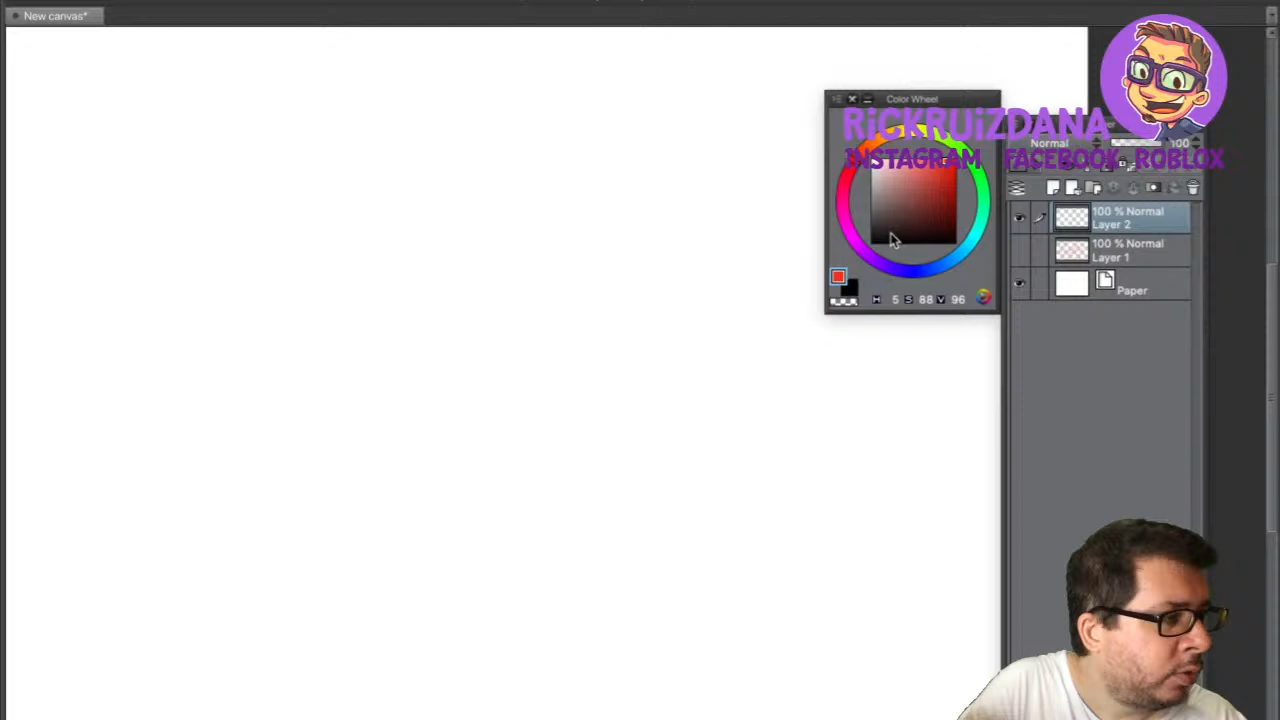 New canvas*
Color Wheel
RiCKRUiZDANA
INSTAGRAM FACEBOOK ROBLOX
Normal 100
100 % Normal
Layer 2
100 % Normal
Layer 1
Paper
H 5 S 88 V 96